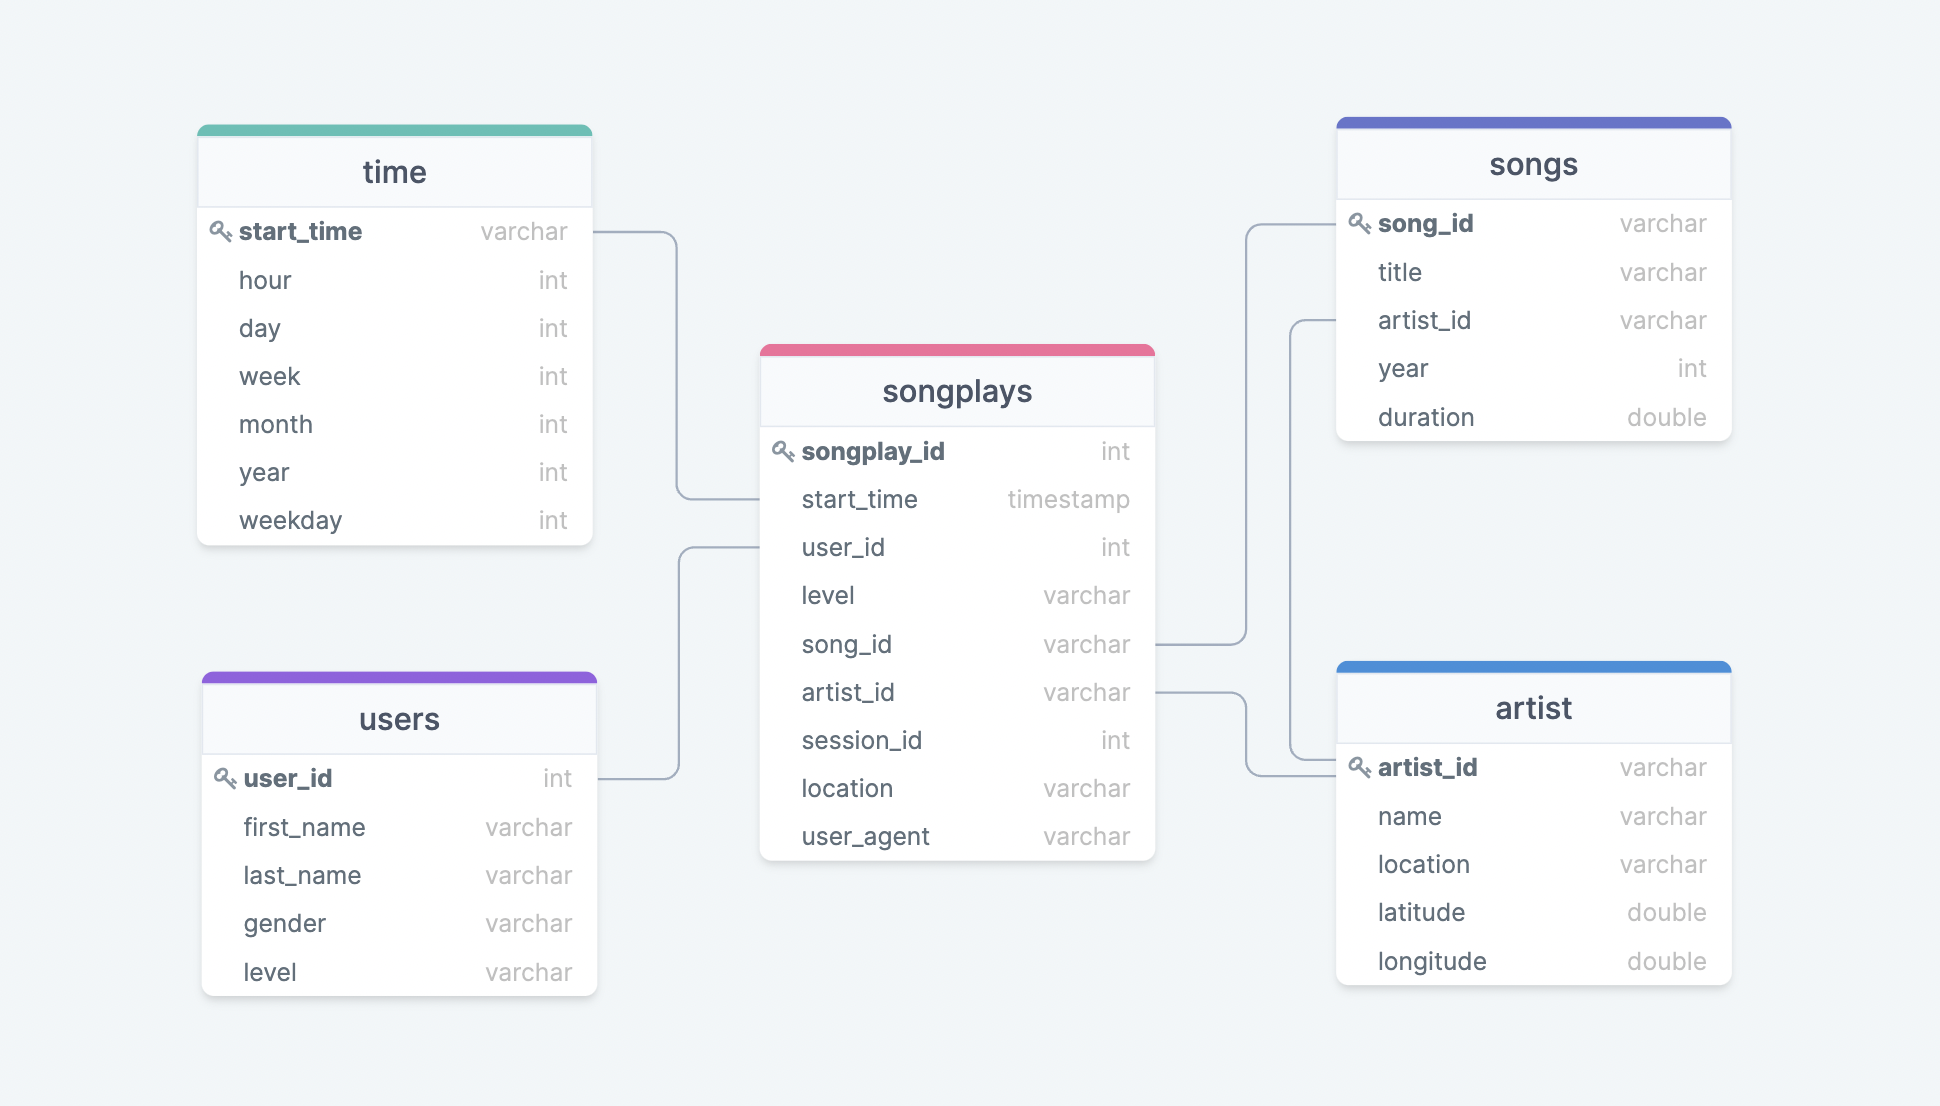 time
start_time varchar
hour int
day int
week int
month int
year int
weekday int
users
user_id int
first_name varchar
last_name varchar
gender varchar
level varchar
songplays
songplay_id int
start_time timestamp
user_id int
level varchar
song_id varchar
artist_id varchar
session_id int
location varchar
user_agent varchar
songs
song_id varchar
title varchar
artist_id varchar
year int
duration double
artist
artist_id varchar
name varchar
location varchar
latitude double
longitude double